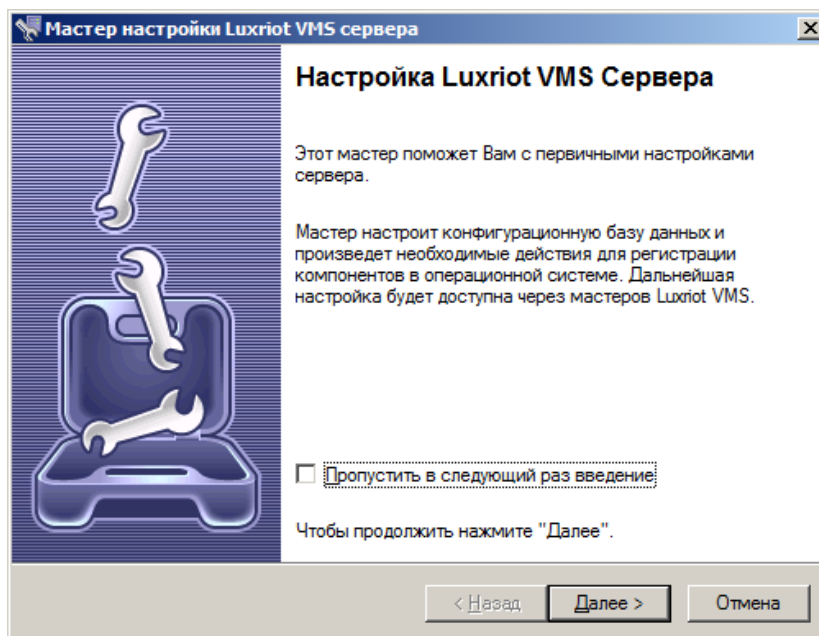 Мастер настройки Luxriot VMS сервера
Настройка Luxriot VMS Сервера
Этот мастер поможет Вам с первичными настройками
сервера.
Мастер настроит конфигурационную базу данных и
произведет необходимые действия для регистрации
компонентов в операционной системе. Дальнейшая
настройка будет доступна через мастеров Luxriot VMS.
Пропустить в следующий раз введение
Чтобы продолжить нажмите "Далее".
< Назад
Далее >
Отмена